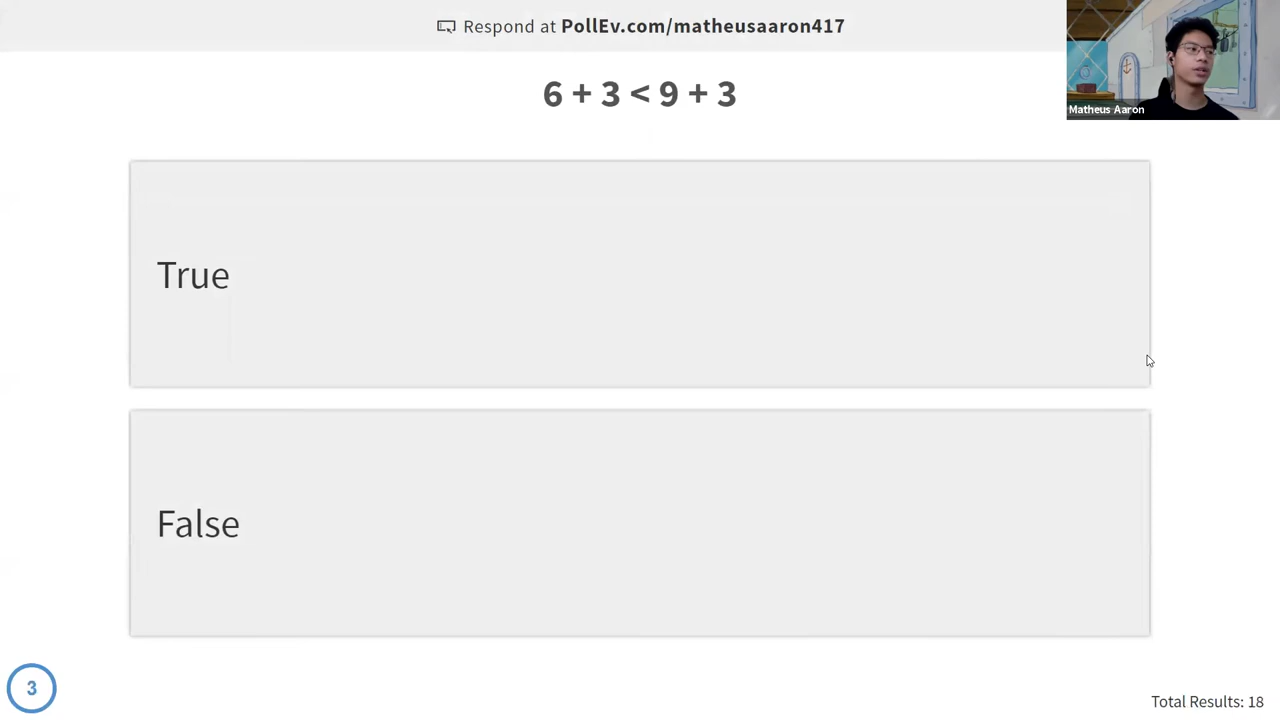 Respond at PollEv.com/matheusaaron417
6 + 3 < 9 + 3
Matheus Aaron
True
False
3
Total Results: 18